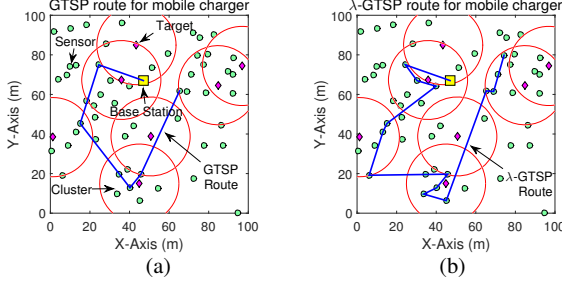 GTSP route for mobile charger
Target
Sensor
Base Station
GTSP
Route
Cluster
Y-Axis (m)
100
80
60
40
20
0
0 20 40 60 80 100
X-Axis (m)
(a)
λ-GTSP route for mobile charger
λ-GTSP
Route
Y-Axis (m)
100
80
60
40
20
0
0 20 40 60 80 100
X-Axis (m)
(b)